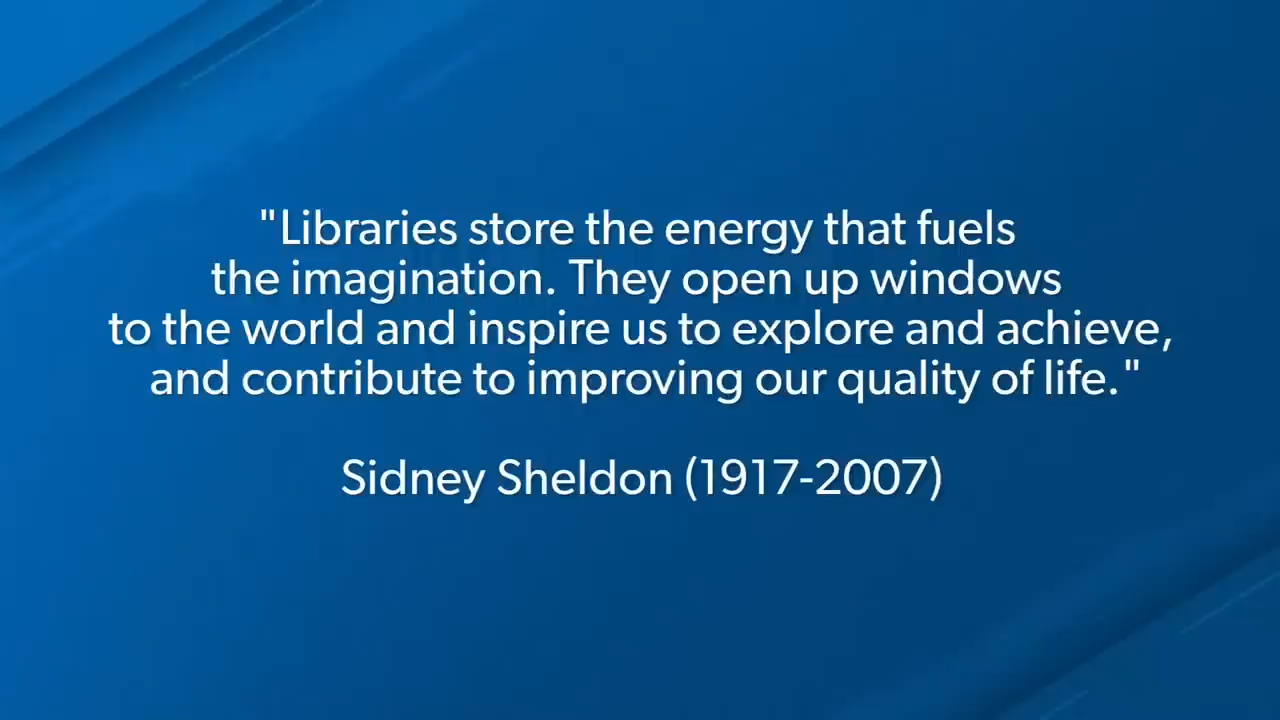 "Libraries store the energy that fuels
the imagination. They open up windows
to the world and inspire us to explore and achieve,
and contribute to improving our quality of life."
Sidney Sheldon (1917-2007)